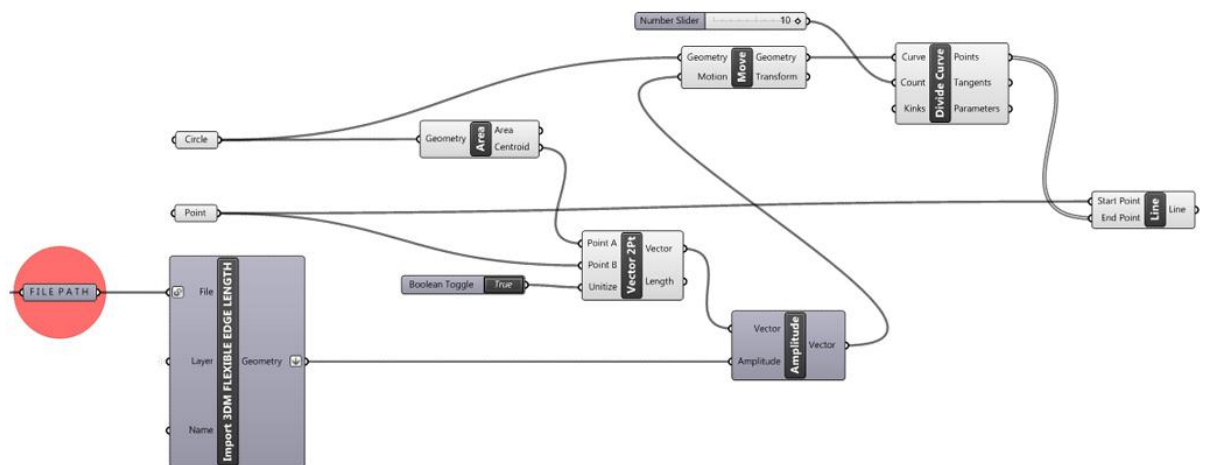 Number Slider 10
Geometry Move Geometry
Motion Transform
Curve Divide Curve Points
Count Tangents
Kinks Parameters
Circle
Geometry Area Area
Centroid
Point
Start Point Line Line
End Point
Point A Vector 2Pt Vector
Point B
Unitize Length
Boolean Toggle True
FILE PATH
File Import 3DM FLEXIBLE EDGE LENGTH
Layer Geometry
Name
Vector Amplitude Vector
Amplitude